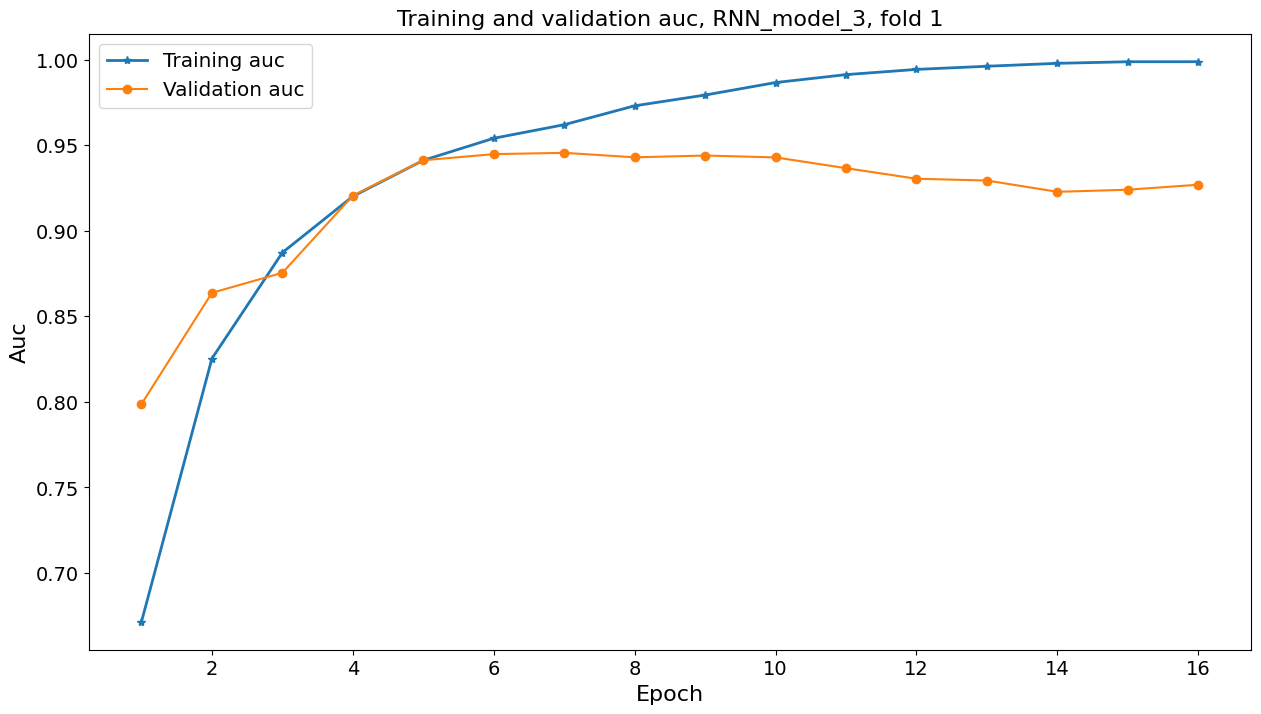 Training and validation auc, RNN_model_3, fold 1
Training auc
Validation auc
1.00
0.95
0.90
0.85
0.80
0.75
0.70
Auc
2 4 6 8 10 12 14 16
Epoch